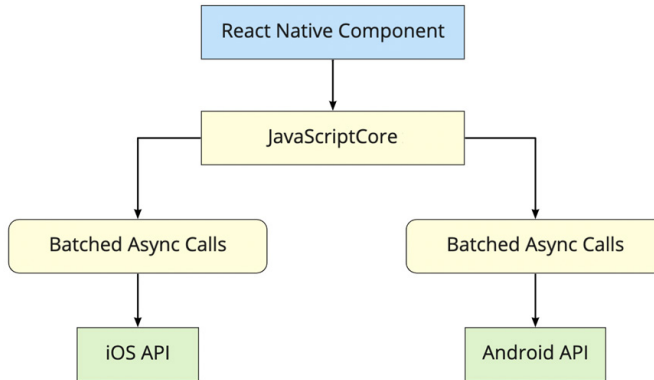 React Native Component
JavaScriptCore
Batched Async Calls
Batched Async Calls
iOS API
Android API